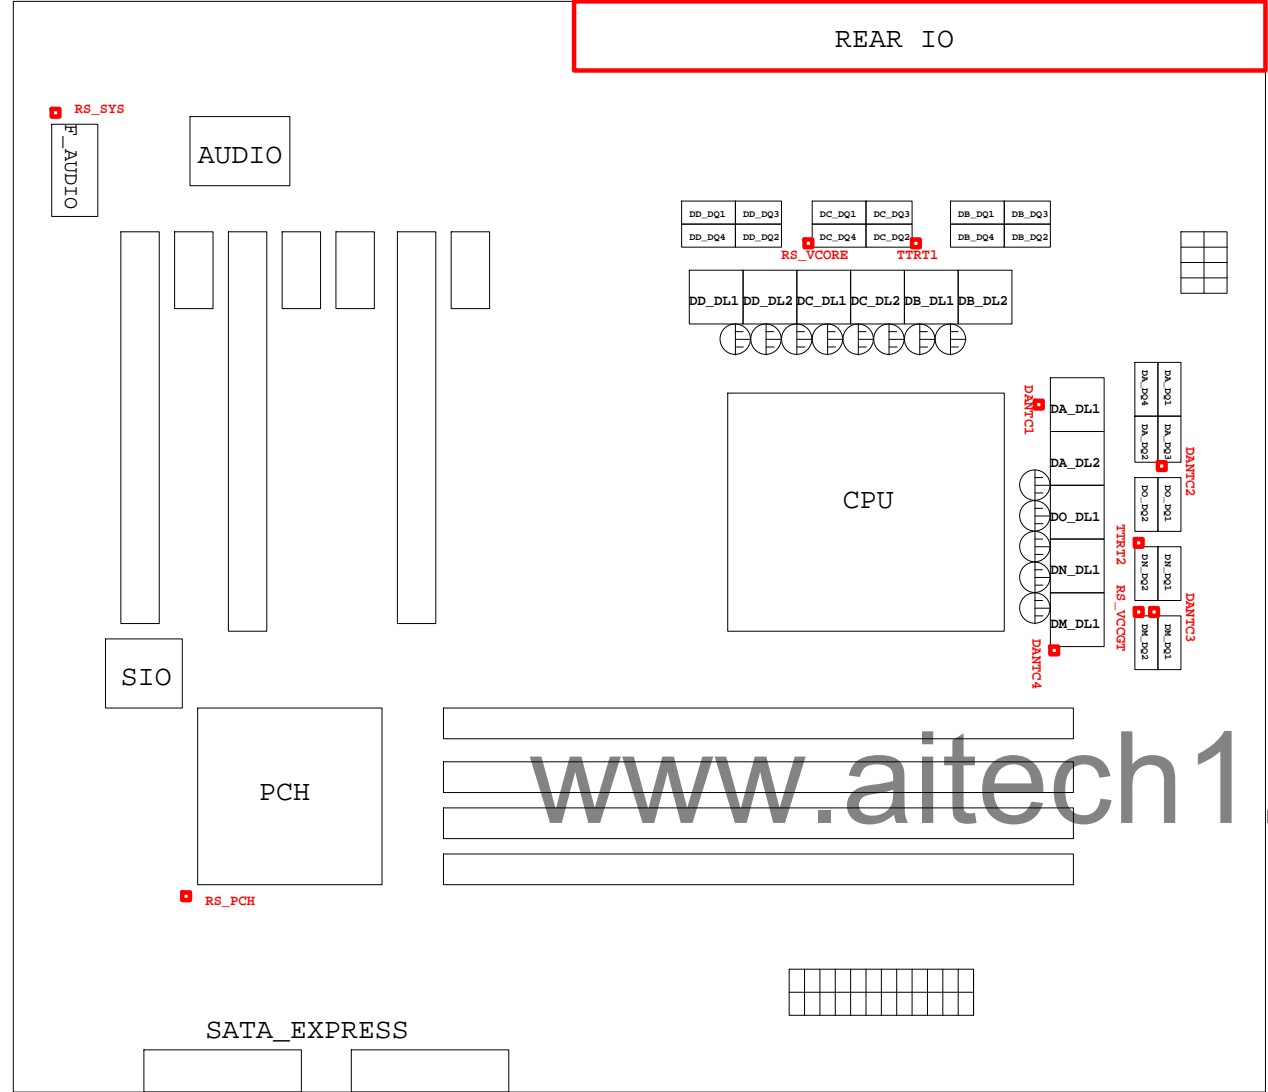 REAR IO
RS_SYS
F_AUDIO
AUDIO
DD_DQ1 DD_DQ3 DC_DQ1 DC_DQ3 DB_DQ1 DB_DQ3
DD_DQ4 DD_DQ2 DC_DQ4 DC_DQ2 DB_DQ4 DB_DQ2
RS_VCORE TTRT1
DD_DL1 DD_DL2 DC_DL1 DC_DL2 DB_DL1 DB_DL2
DANTC1
DA_DL1
DA_DQ4 DA_DQ1
DA_DQ2 DA_DQ3
DANTC2
DA_DL2
CPU
DO_DL1
DO_DQ2 DO_DQ1
TTRT2
DN_DL1
DN_DQ2 DN_DQ1
RS_VCCGT
DANTC3
DM_DL1
DM_DQ2 DM_DQ1
DANTC4
SIO
PCH
www.aitech1.
RS_PCH
SATA_EXPRESS